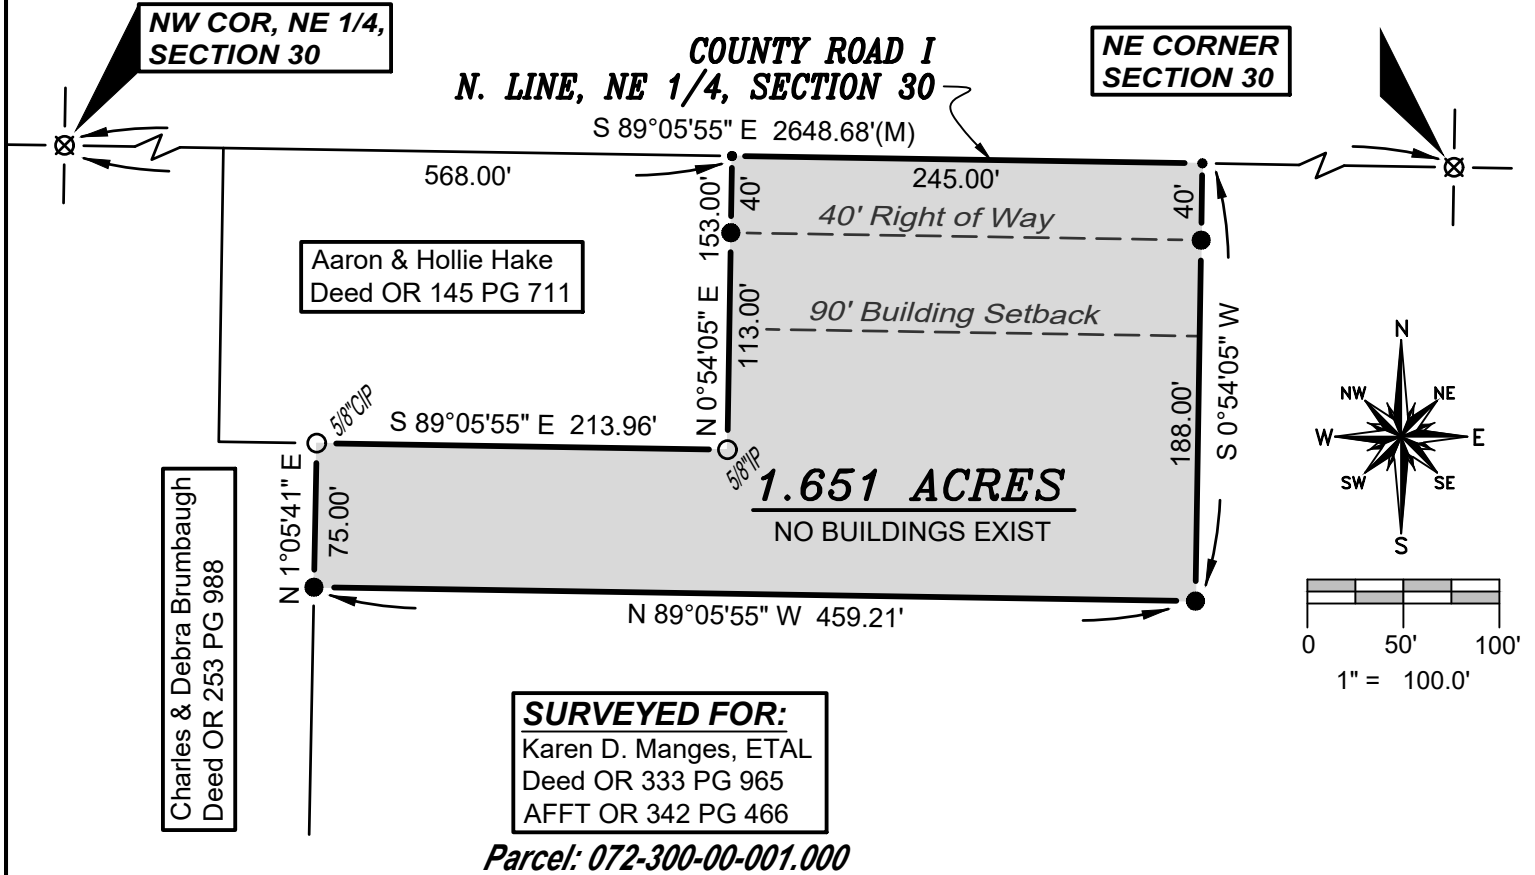 NW COR, NE 1/4,
SECTION 30
COUNTY ROAD I
N. LINE, NE 1/4, SECTION 30
NE CORNER
SECTION 30
S 89°05'55" E 2648.68'(M)
568.00'
245.00'
153.00'
40'
40'
40' Right of Way
Aaron & Hollie Hake
Deed OR 145 PG 711
N 0°54'05" E
113.00'
90' Building Setback
S 0°54'05" W
188.00'
5/8"CIP
S 89°05'55" E 213.96'
5/8"IP
1.651 ACRES
NO BUILDINGS EXIST
N 1°05'41" E
75.00'
N 89°05'55" W 459.21'
Charles & Debra Brumbaugh
Deed OR 253 PG 988
N
NW
NE
W
E
SW
SE
S
0 50' 100'
1" = 100.0'
SURVEYED FOR:
Karen D. Manges, ETAL
Deed OR 333 PG 965
AFFT OR 342 PG 466
Parcel: 072-300-00-001.000